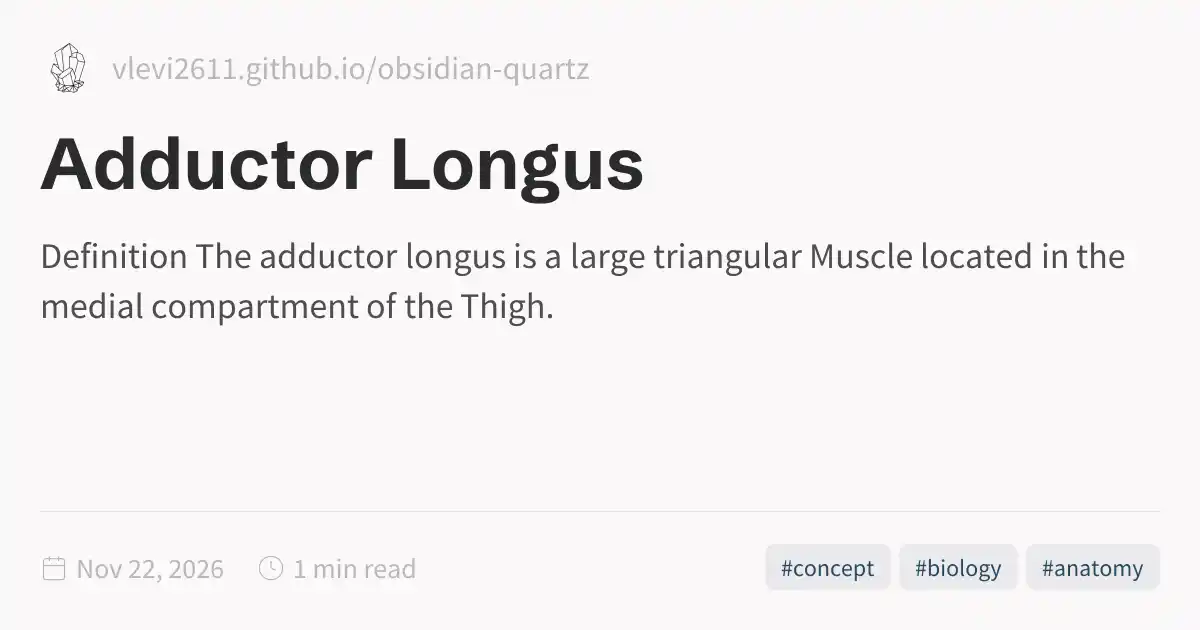 vlevi2611.github.io/obsidian-quartz
Adductor Longus
Definition The adductor longus is a large triangular Muscle located in the
medial compartment of the Thigh.
Nov 22, 2026 1 min read #concept #biology #anatomy